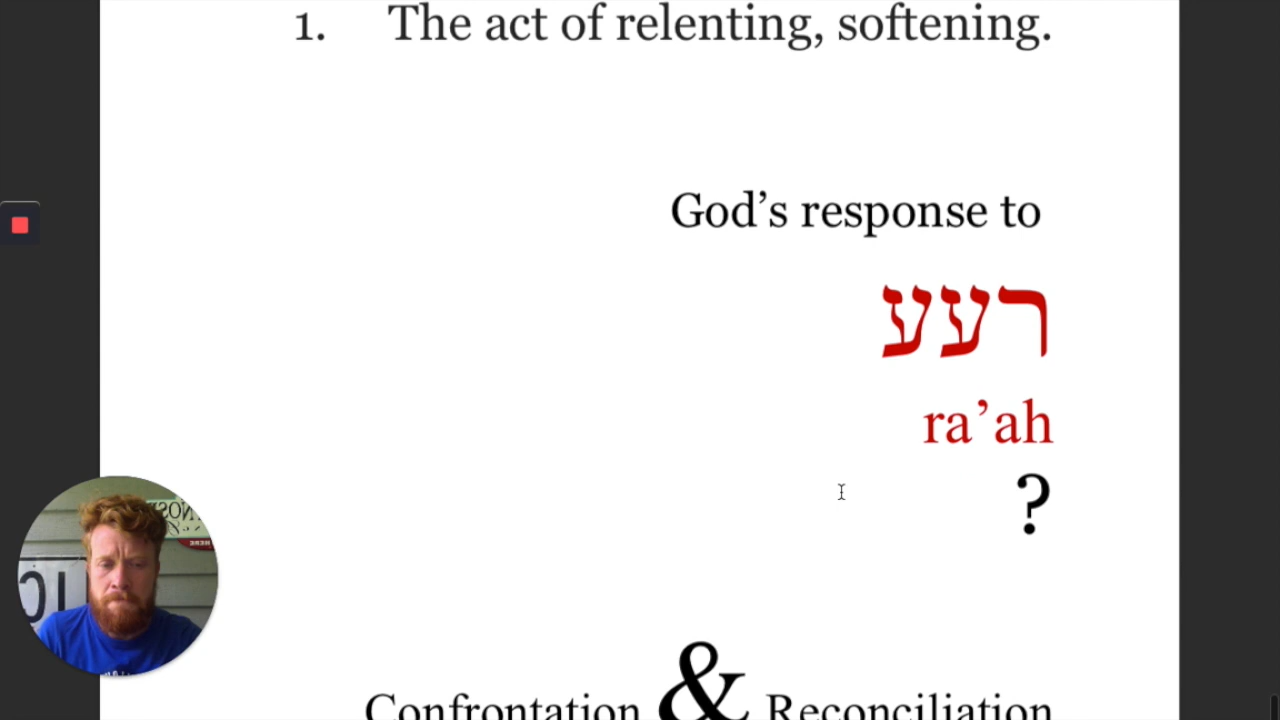 1. The act of relenting, softening.
God’s response to
רעע
ra’ah
?
Confrontation & Reconciliation